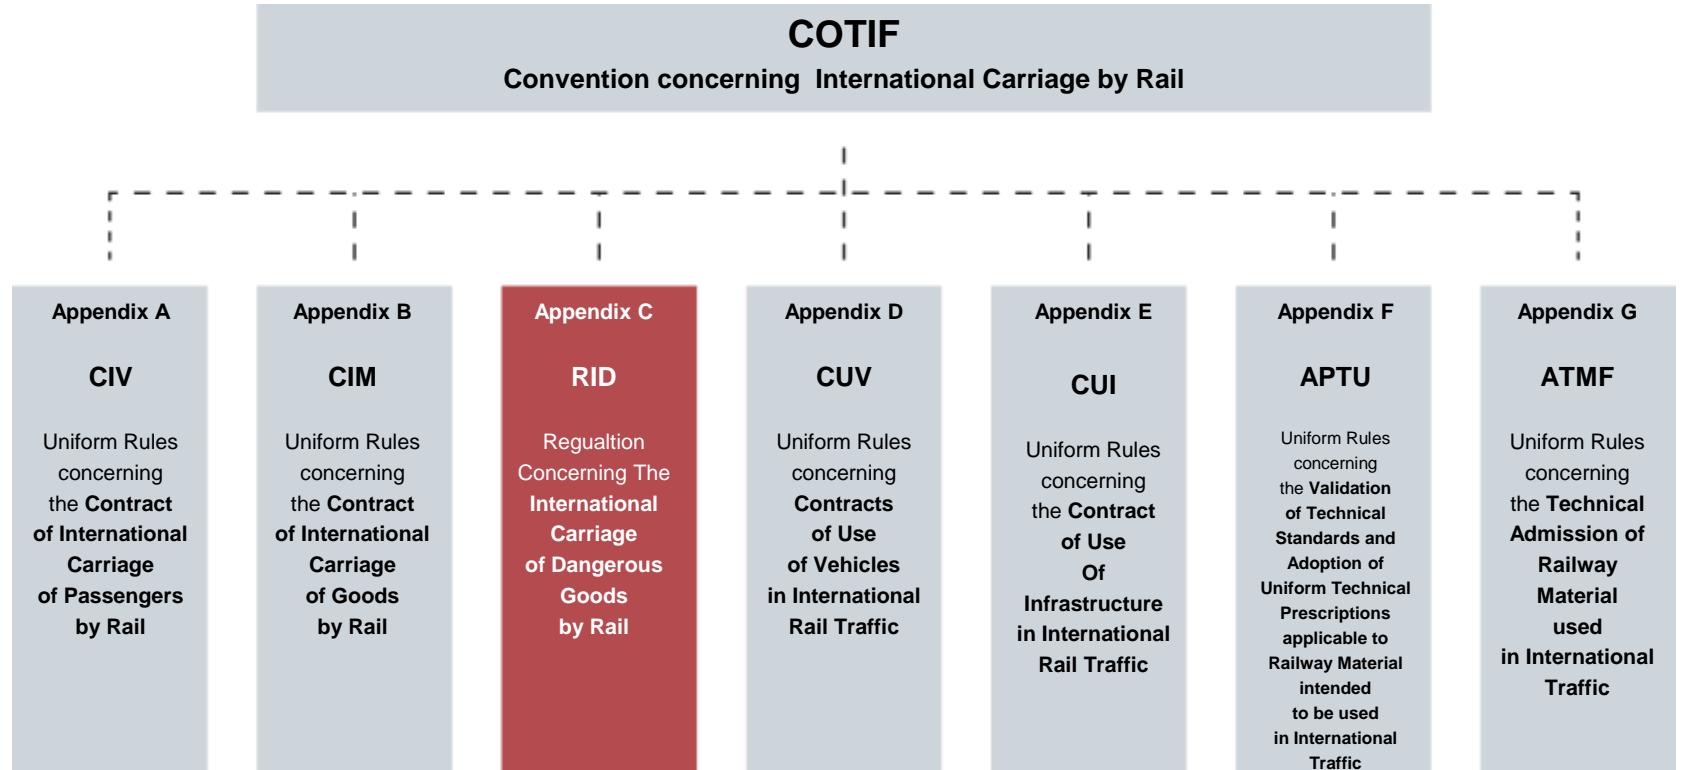 COTIF
Convention concerning International Carriage by Rail
Appendix A
CIV
Uniform Rules
concerning
the Contract
of International
Carriage
of Passengers
by Rail
Appendix B
CIM
Uniform Rules
concerning
the Contract
of International
Carriage
of Goods
by Rail
Appendix C
RID
Regualtion
Concerning The
International
Carriage
of Dangerous
Goods
by Rail
Appendix D
CUV
Uniform Rules
concerning
Contracts
of Use
of Vehicles
in International
Rail Traffic
Appendix E
CUI
Uniform Rules
concerning
the Contract
of Use
Of
Infrastructure
in International
Rail Traffic
Appendix F
APTU
Uniform Rules
concerning
the Validation
of Technical
Standards and
Adoption of
Uniform Technical
Prescriptions
applicable to
Railway Material
intended
to be used
in International
Traffic
Appendix G
ATMF
Uniform Rules
concerning
the Technical
Admission of
Railway
Material
used
in International
Traffic